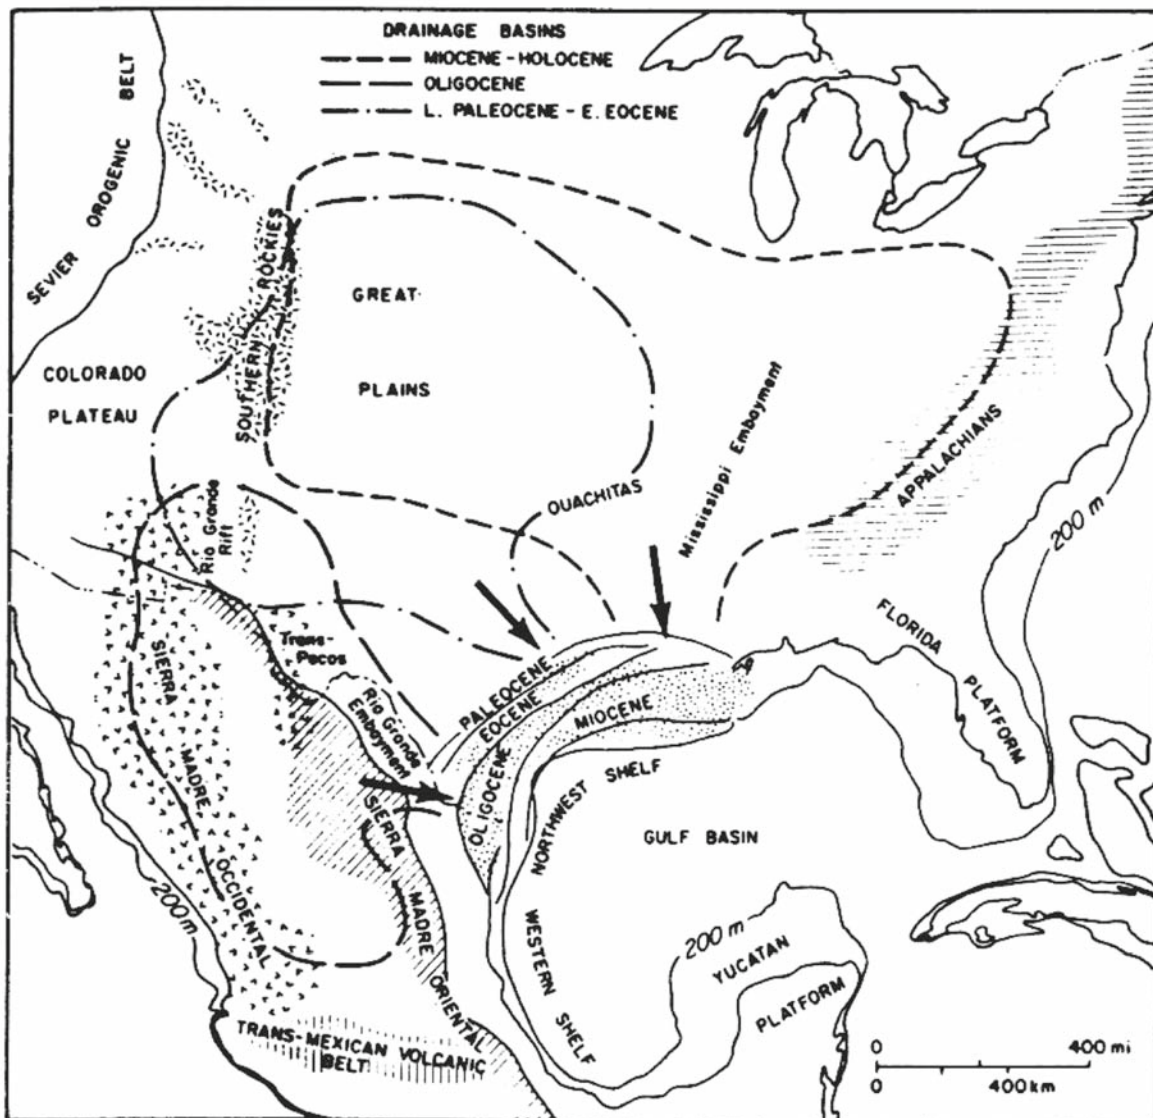 DRAINAGE BASINS
MIOCENE - HOLOCENE
OLIGOCENE
L. PALEOCENE - E. EOCENE
SEVIER OROGENIC BELT
SOUTHERN ROCKIES
GREAT
PLAINS
COLORADO
PLATEAU
Mississippi Embayment
APPALACHIANS
OUACHITAS
Rio Grande
Rift
200 m
Trans-
Pecos
FLORIDA
PLATFORM
SIERRA
MADRE
OCCIDENTAL
Rio Grande
Embayment
PALEOCENE
EOCENE
OLIGOCENE
MIOCENE
NORTHWEST SHELF
GULF BASIN
SIERRA
MADRE
ORIENTAL
200 m
WESTERN SHELF
200 m
YUCATAN
PLATFORM
TRANS-MEXICAN VOLCANIC
BELT
0 400 mi
0 400 km